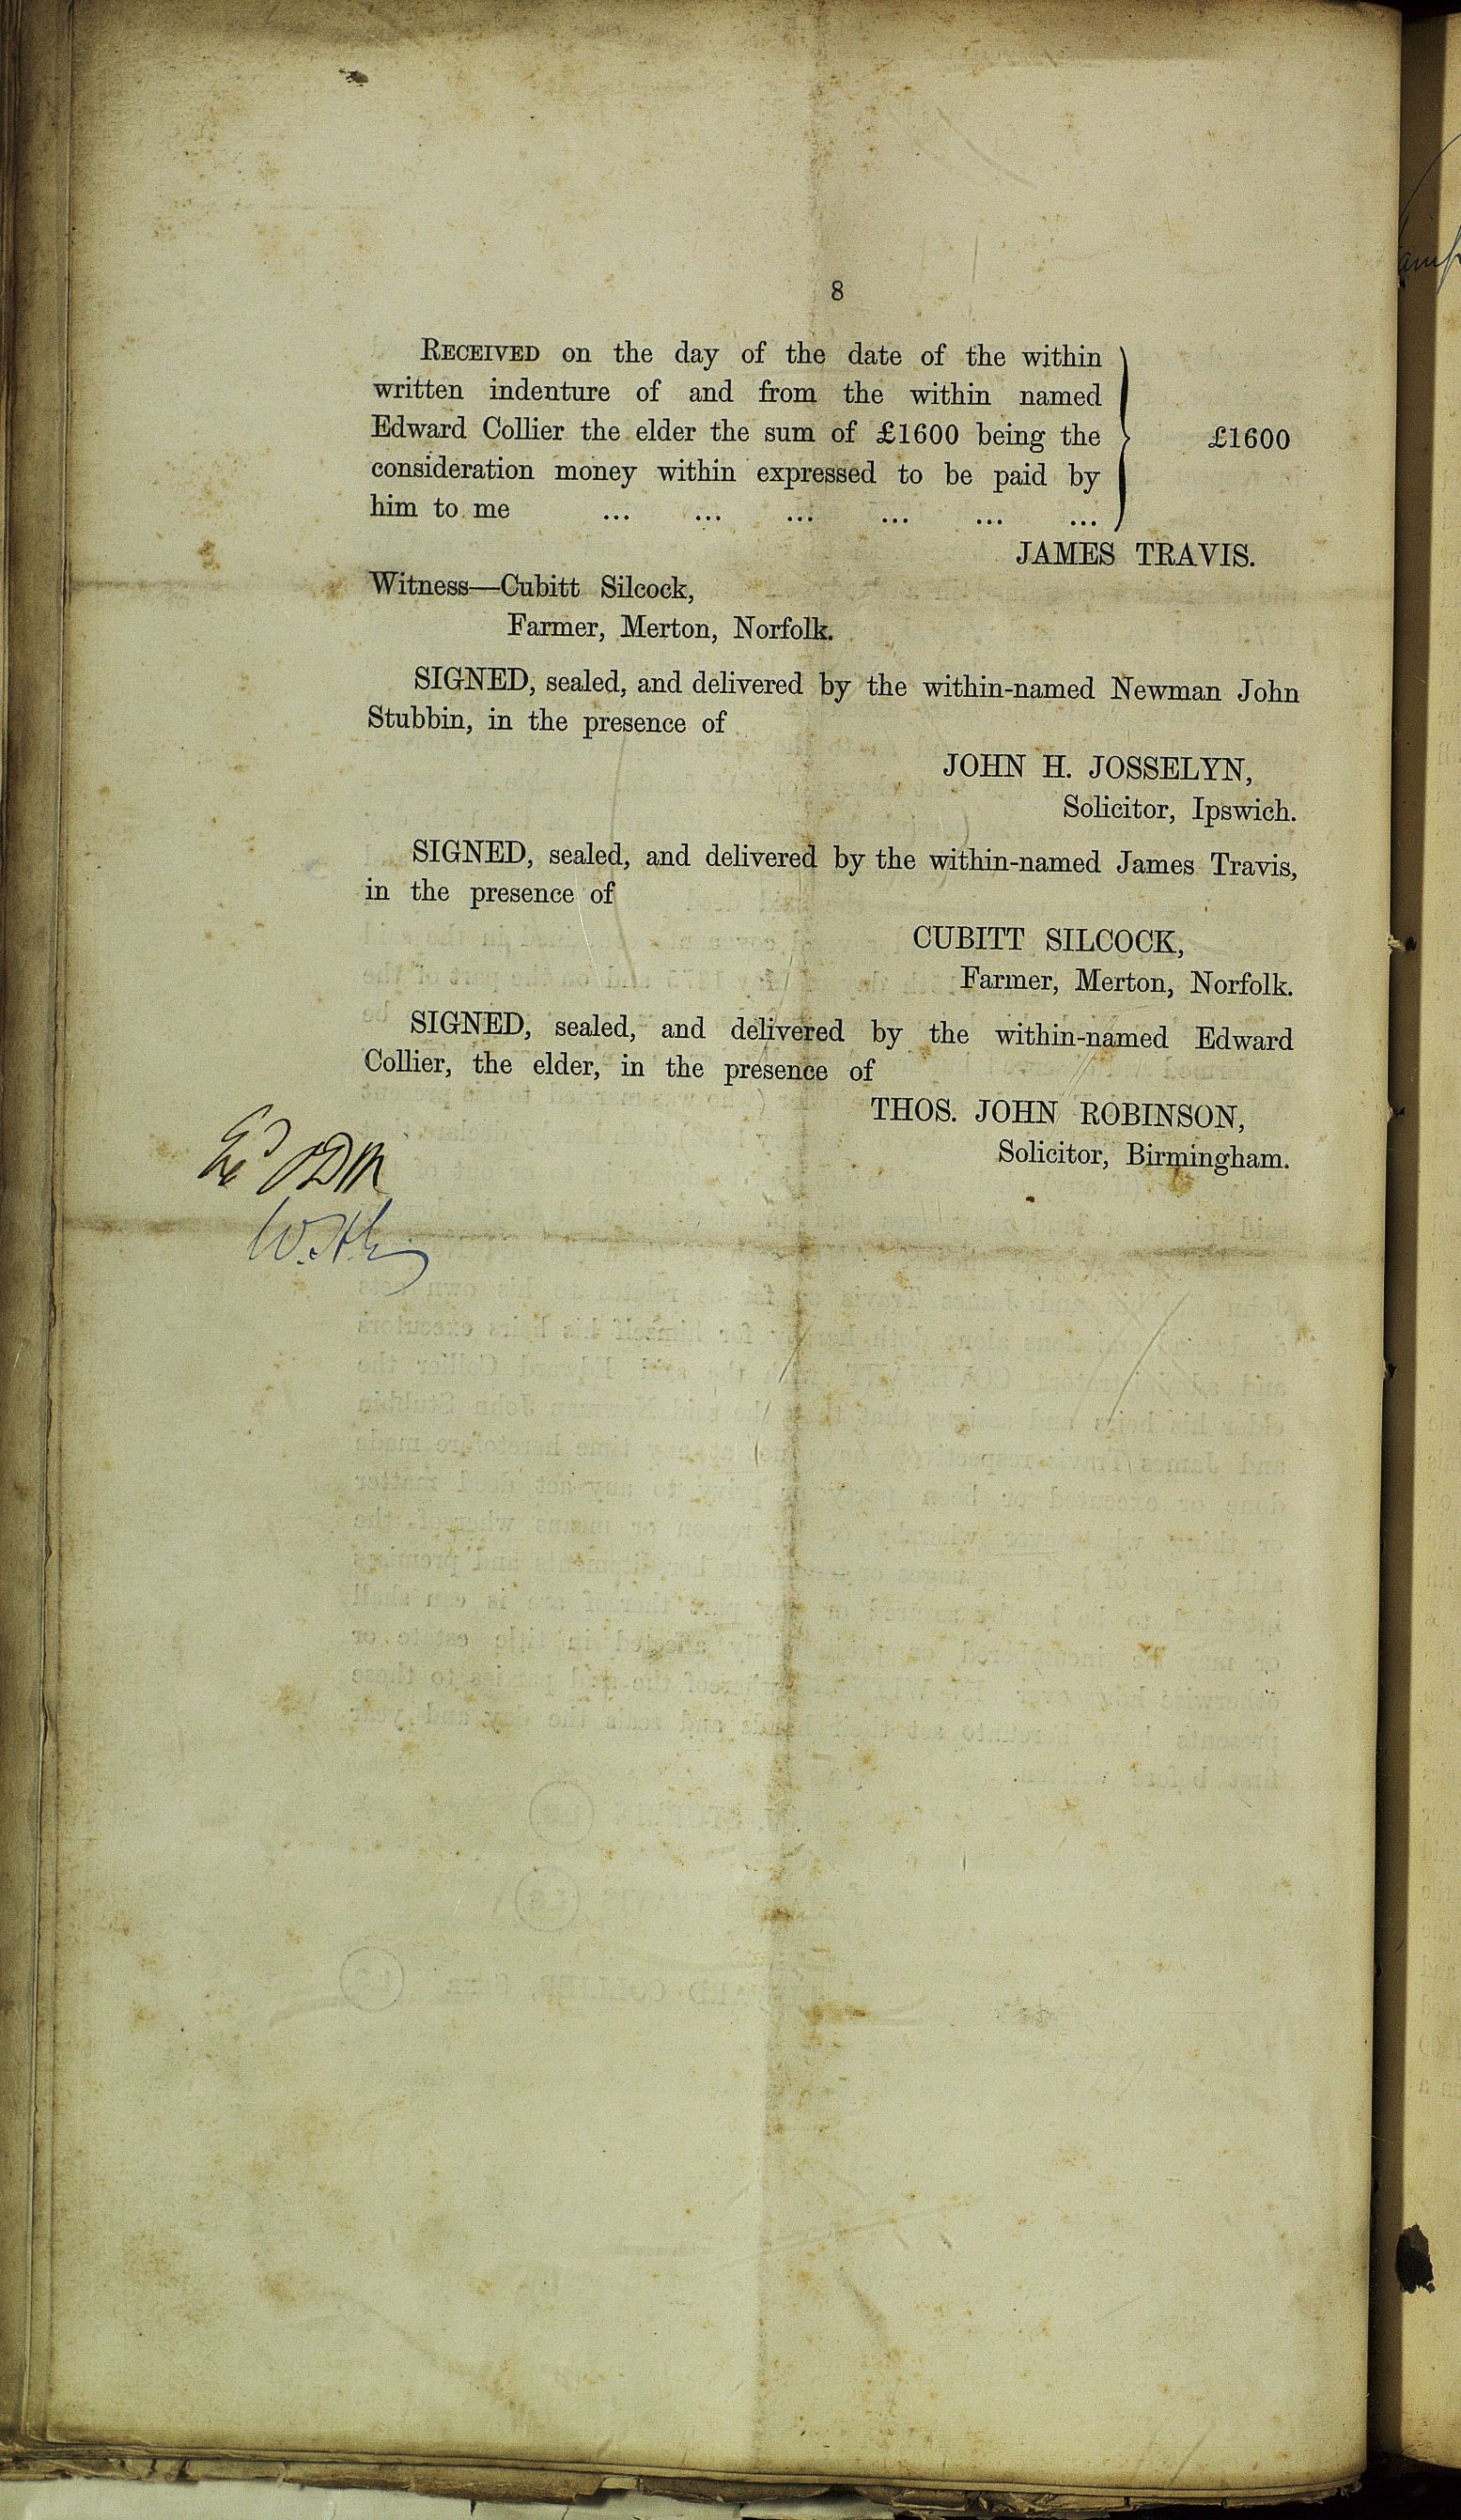 8
RECEIVED on the day of the date of the within
written indenture of and from the within named
Edward Collier the elder the sum of £1600 being the
consideration money within expressed to be paid by
him to me ... ... ... ... ... ...
£1600
JAMES TRAVIS.
Witness—Cubitt Silcock,
Farmer, Merton, Norfolk.
SIGNED, sealed, and delivered by the within-named Newman John
Stubbin, in the presence of
JOHN H. JOSSELYN,
Solicitor, Ipswich.
SIGNED, sealed, and delivered by the within-named James Travis,
in the presence of
CUBITT SILCOCK,
Farmer, Merton, Norfolk.
SIGNED, sealed, and delivered by the within-named Edward
Collier, the elder, in the presence of
THOS. JOHN ROBINSON,
Solicitor, Birmingham.